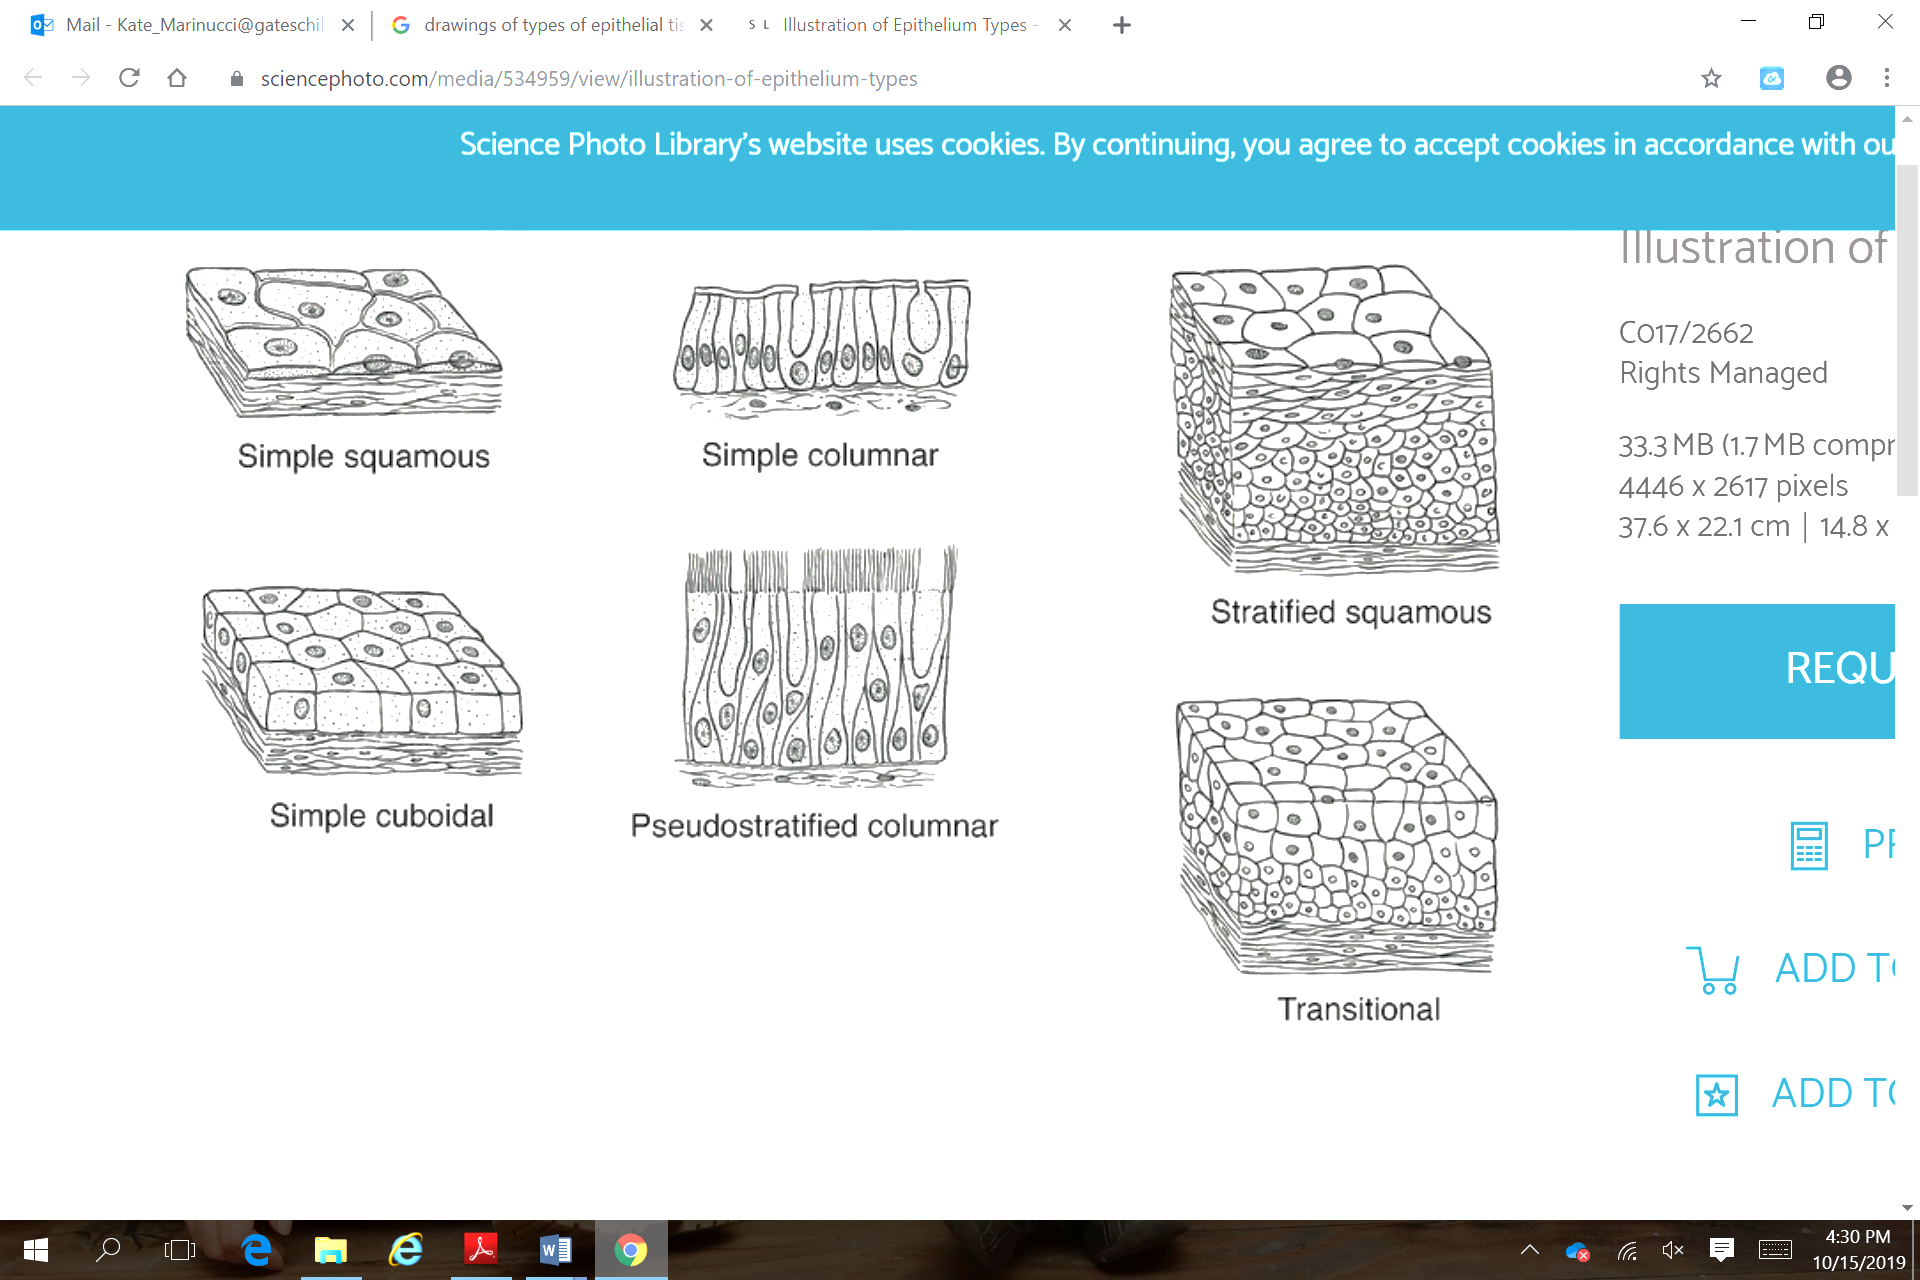 Mail - Kate_Marinucci@gateschil
drawings of types of epithelial tis
S L Illustration of Epithelium Types -
sciencephoto.com/media/534959/view/illustration-of-epithelium-types
Science Photo Library's website uses cookies. By continuing, you agree to accept cookies in accordance with ou
Illustration of
C017/2662
Rights Managed
33.3 MB (1.7 MB compr
4446 x 2617 pixels
37.6 x 22.1 cm | 14.8 x
Simple squamous
Simple columnar
Stratified squamous
REQU
Simple cuboidal
Pseudostratified columnar
PR
Transitional
ADD TO
ADD TO
4:30 PM
10/15/2019